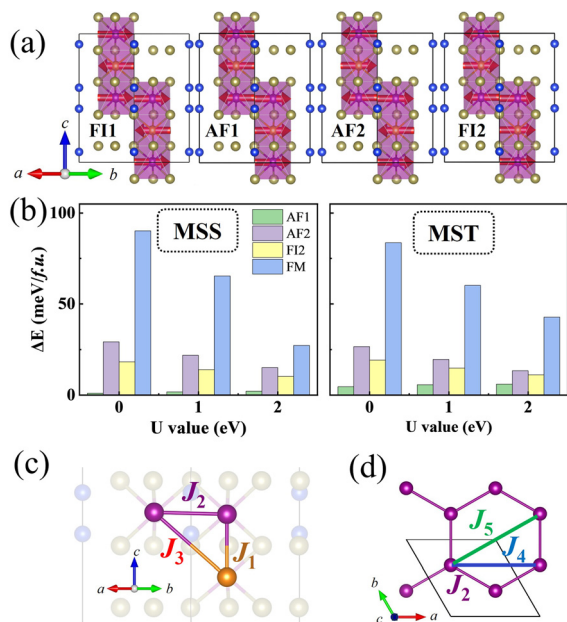 (a)
FI1 AF1 AF2 FI2
c
a b
(b)
100
50
0
ΔE (meV/f.u.)
MSS
AF1
AF2
FI2
FM
MST
0 1 2 0 1 2
U value (eV) U value (eV)
(c) (d)
J2
J3 J1
c
a b
J5
J4
J2
b
c a